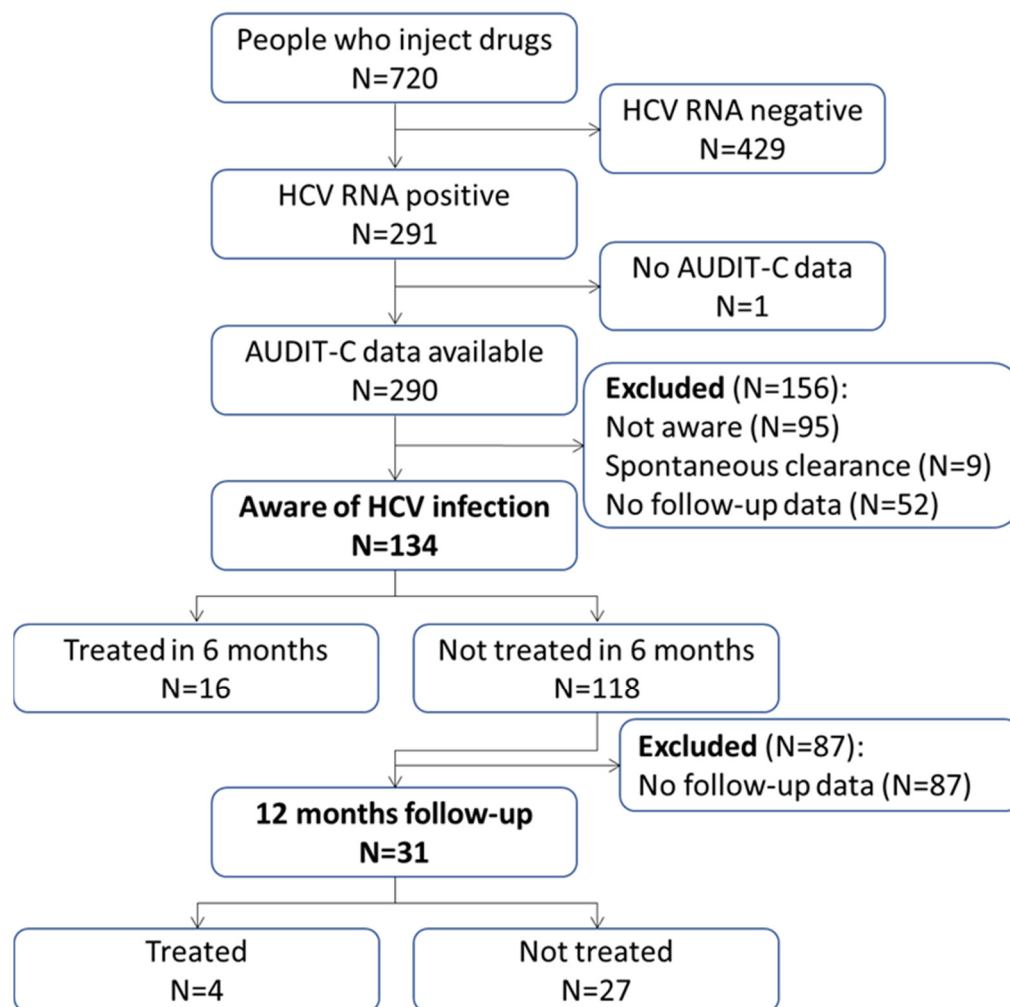 People who inject drugs
N=720
HCV RNA negative
N=429
HCV RNA positive
N=291
No AUDIT-C data
N=1
AUDIT-C data available
N=290
Excluded (N=156):
Not aware (N=95)
Spontaneous clearance (N=9)
No follow-up data (N=52)
Aware of HCV infection
N=134
Treated in 6 months
N=16
Not treated in 6 months
N=118
Excluded (N=87):
No follow-up data (N=87)
12 months follow-up
N=31
Treated
N=4
Not treated
N=27